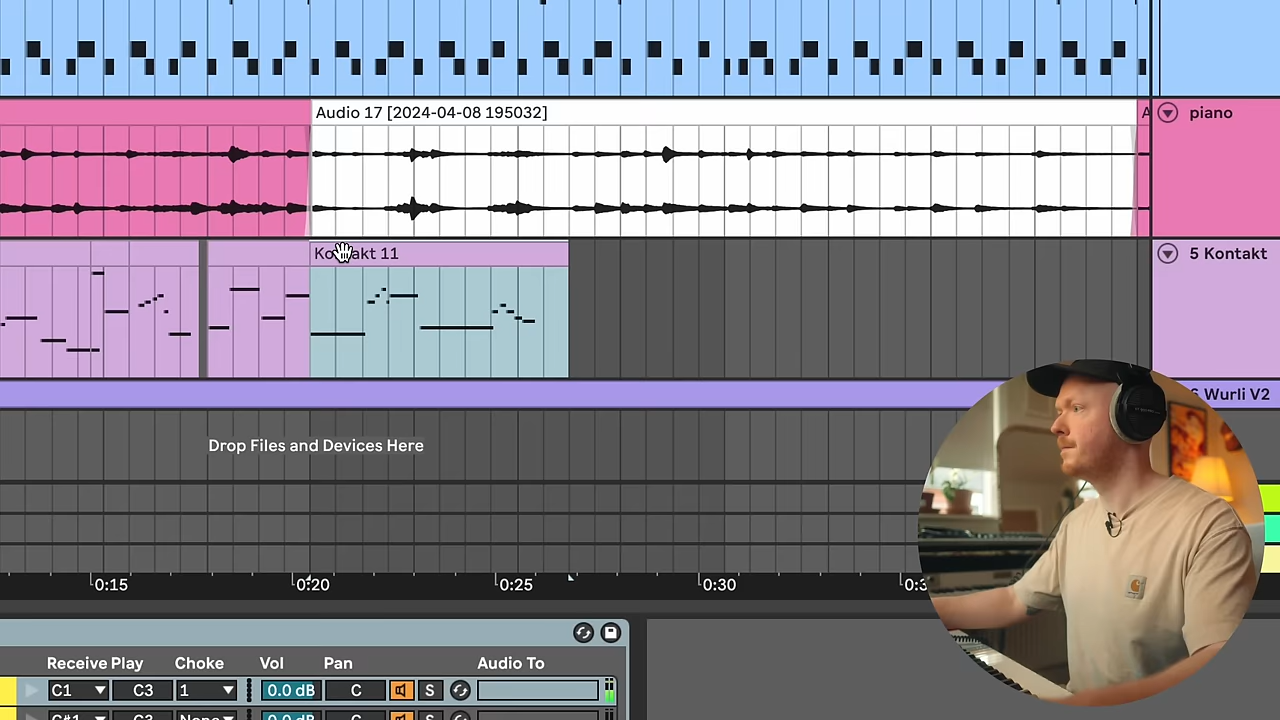 Audio 17 [2024-04-08 195032]
A
piano
Kontakt 11
5 Kontakt
6 Wurli V2
Drop Files and Devices Here
0:15
0:20
0:25
0:30
Receive Play Choke Vol Pan Audio To
C1 C3 1 0.0 dB C S
C#1 C3 None 0.0 dB C S